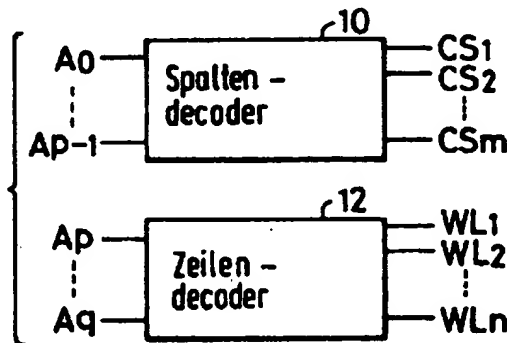 10
A0
CS1
Spalten-
CS2
decoder
Ap-1
CSm
12
WL1
Ap
WL2
Zeilen-
decoder
Aq
WLn